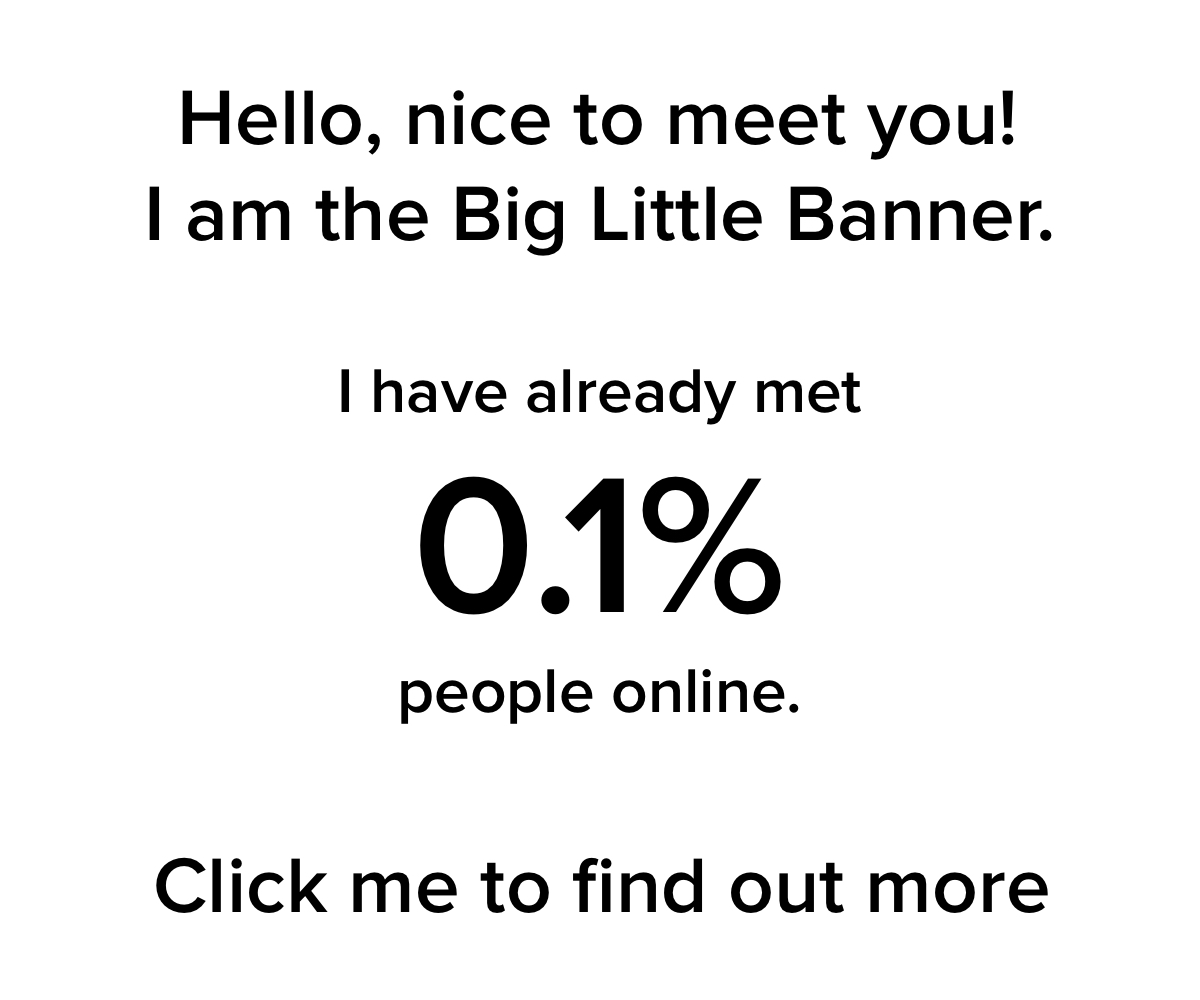 Hello, nice to meet you!
I am the Big Little Banner.
I have already met
0.1%
people online.
Click me to find out more